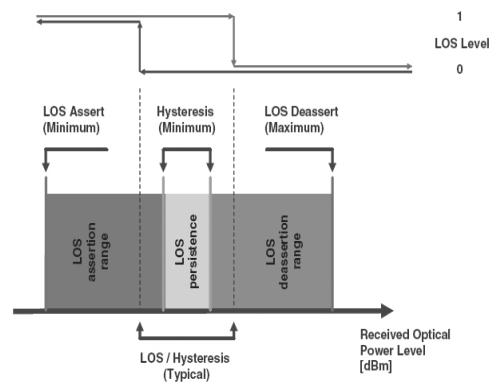 1
LOS Level
0
LOS Assert
(Minimum)
Hysteresis
(Minimum)
LOS Deassert
(Maximum)
LOS
assertion
range
LOS
persistence
LOS
deassertion
range
Received Optical
Power Level
[dBm]
LOS / Hysteresis
(Typical)